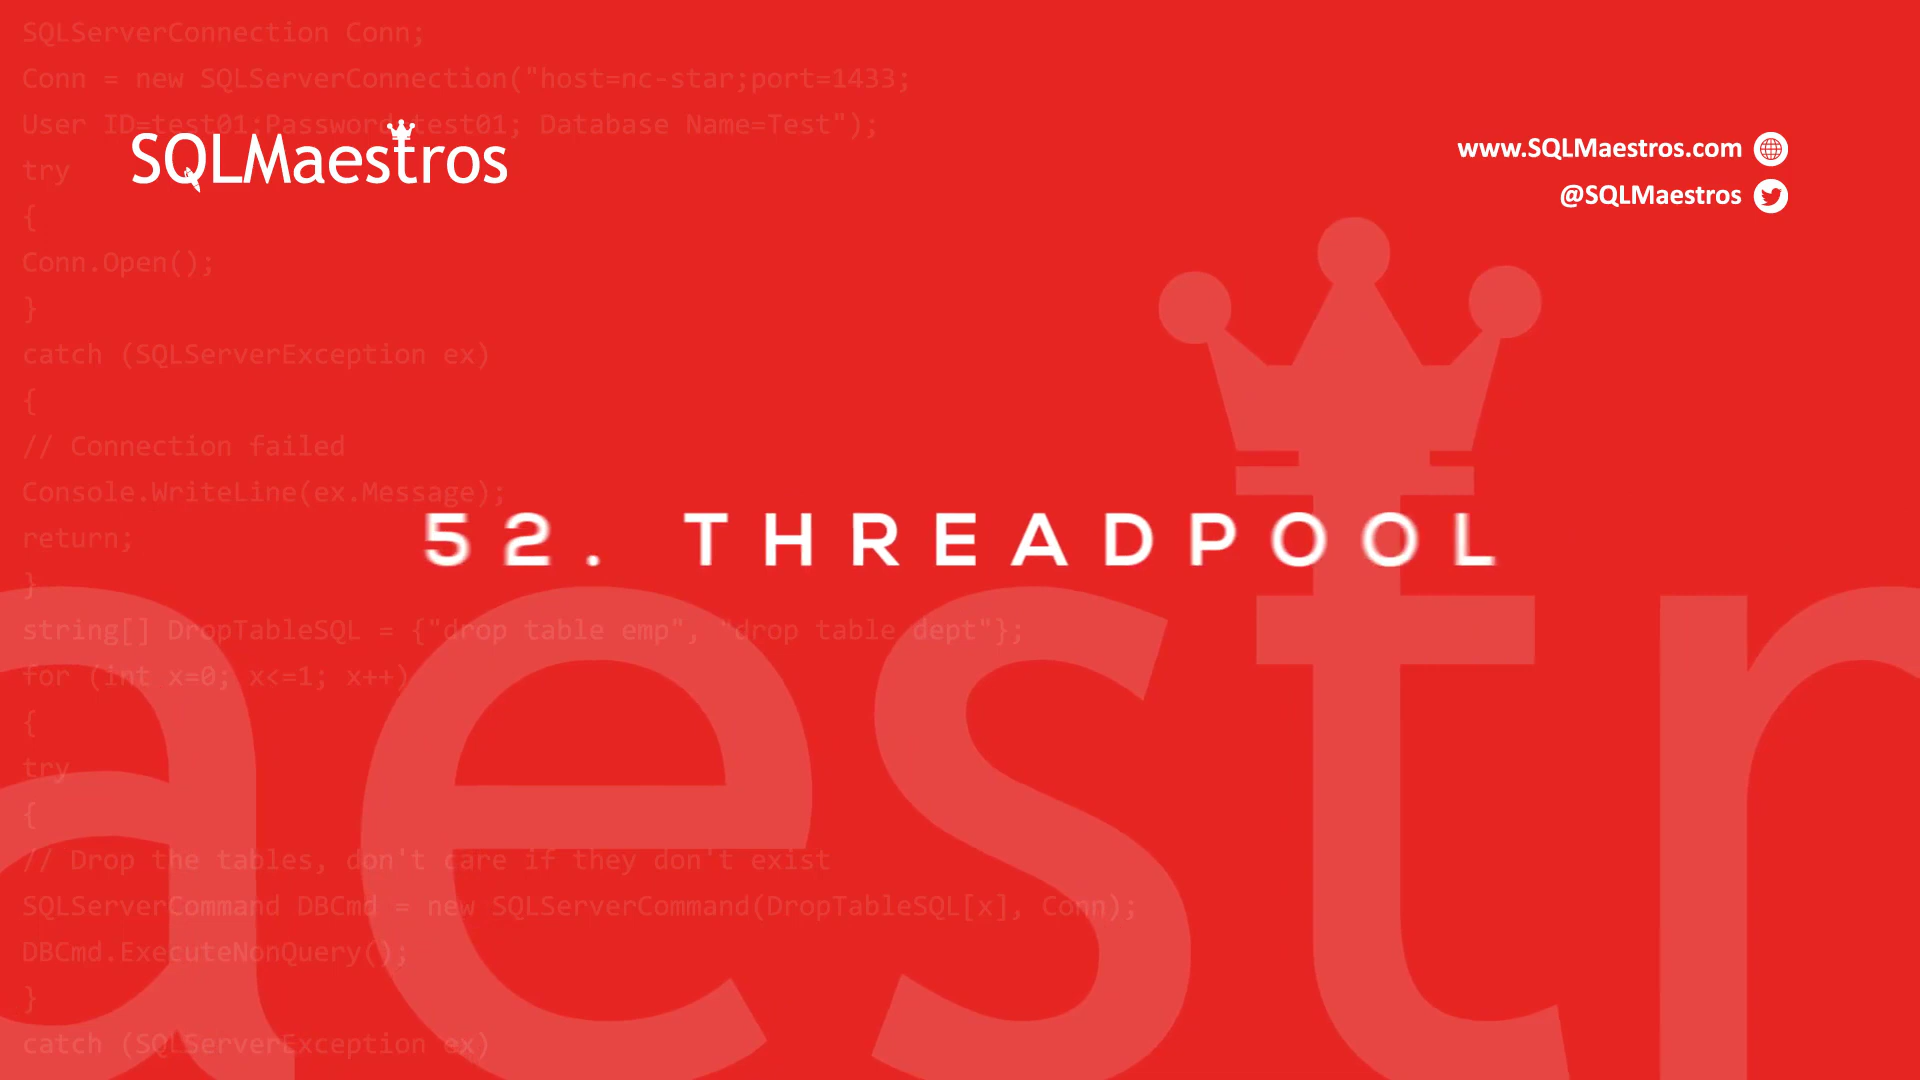 SQLServerConnection Conn;
Conn = new SQLServerConnection("host=nc-star;port=1433;
User ID=test01;Password=test01; Database Name=Test");
try
{
Conn.Open();
}
catch (SQLServerException ex)
{
// Connection failed
Console.WriteLine(ex.Message);
return;
}
string[] DropTableSQL = {"drop table emp", "drop table dept"};
for (int x=0; x<=1; x++)
{
try
{
// Drop the tables, don't care if they don't exist
SQLServerCommand DBCmd = new SQLServerCommand(DropTableSQL[x], Conn);
DBCmd.ExecuteNonQuery();
}
catch (SQLServerException ex)
SQLMaestros
www.SQLMaestros.com
@SQLMaestros
52. THREADPOOL
aestr